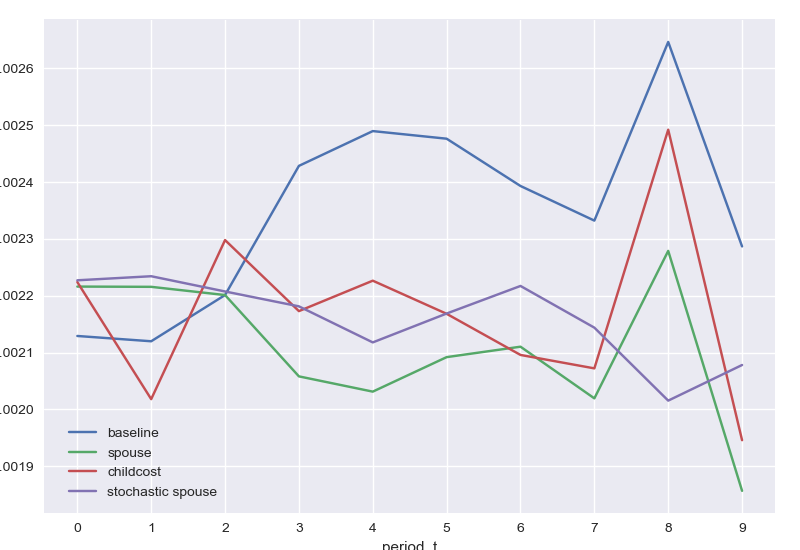 .0026
.0025
.0024
.0023
.0022
.0021
.0020
.0019
baseline
spouse
childcost
stochastic spouse
0 1 2 3 4 5 6 7 8 9
period, t